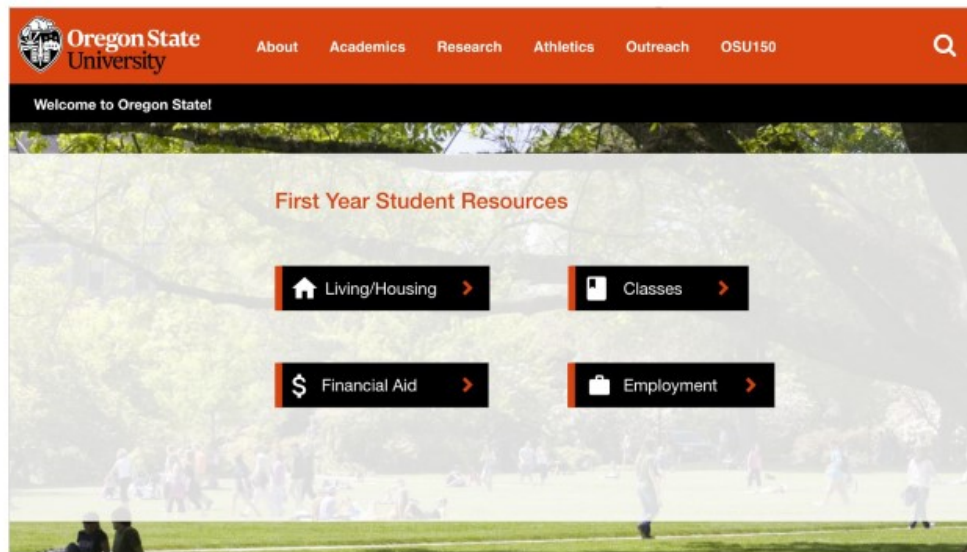 Oregon State
University
About Academics Research Athletics Outreach OSU150
Welcome to Oregon State!
First Year Student Resources
Living/Housing
Classes
$ Financial Aid
Employment